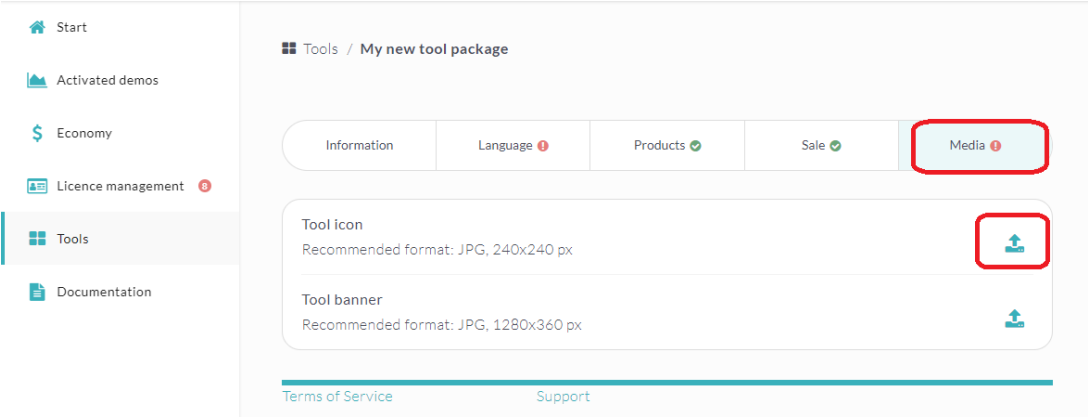 Start
Activated demos
Economy
Licence management 8
Tools
Documentation
Tools / My new tool package
Information
Language !
Products
Sale
Media !
Tool icon
Recommended format: JPG, 240x240 px
Tool banner
Recommended format: JPG, 1280x360 px
Terms of Service
Support